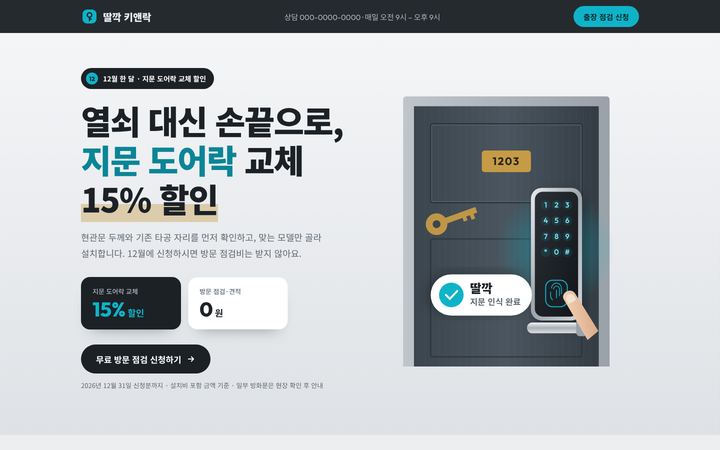 딸깍 키앤락
상담 000-0000-0000·매일 오전 9시 – 오후 9시
출장 점검 신청
12 12월 한 달 · 지문 도어락 교체 할인
열쇠 대신 손끝으로,
지문 도어락 교체
15% 할인
현관문 두께와 기존 타공 자리를 먼저 확인하고, 맞는 모델만 골라
설치합니다. 12월에 신청하시면 방문 점검비는 받지 않아요.
지문 도어락 교체
15% 할인
방문 점검·견적
0 원
무료 방문 점검 신청하기 →
2026년 12월 31일 신청분까지 · 설치비 포함 금액 기준 · 일부 방화문은 현장 확인 후 안내
1203
1 2 3
4 5 6
7 8 9
* 0 #
딸깍
지문 인식 완료